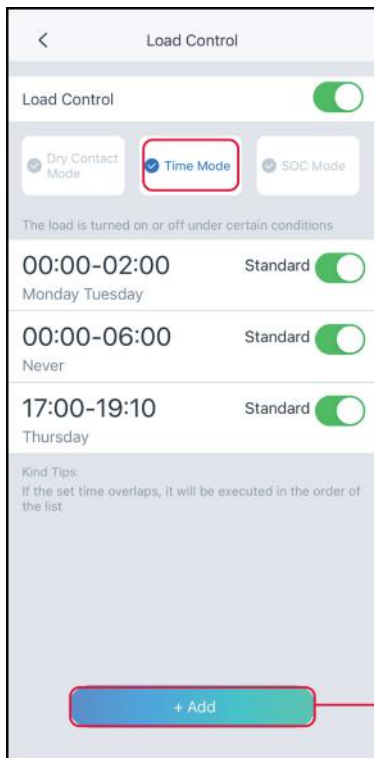 Load Control
Load Control
Dry Contact
Mode
Time Mode
SOC Mode
The load is turned on or off under certain conditions
00:00-02:00
Standard
Monday Tuesday
00:00-06:00
Standard
Never
17:00-19:10
Standard
Thursday
Kind Tips:
If the set time overlaps, it will be executed in the order of
the list
+ Add